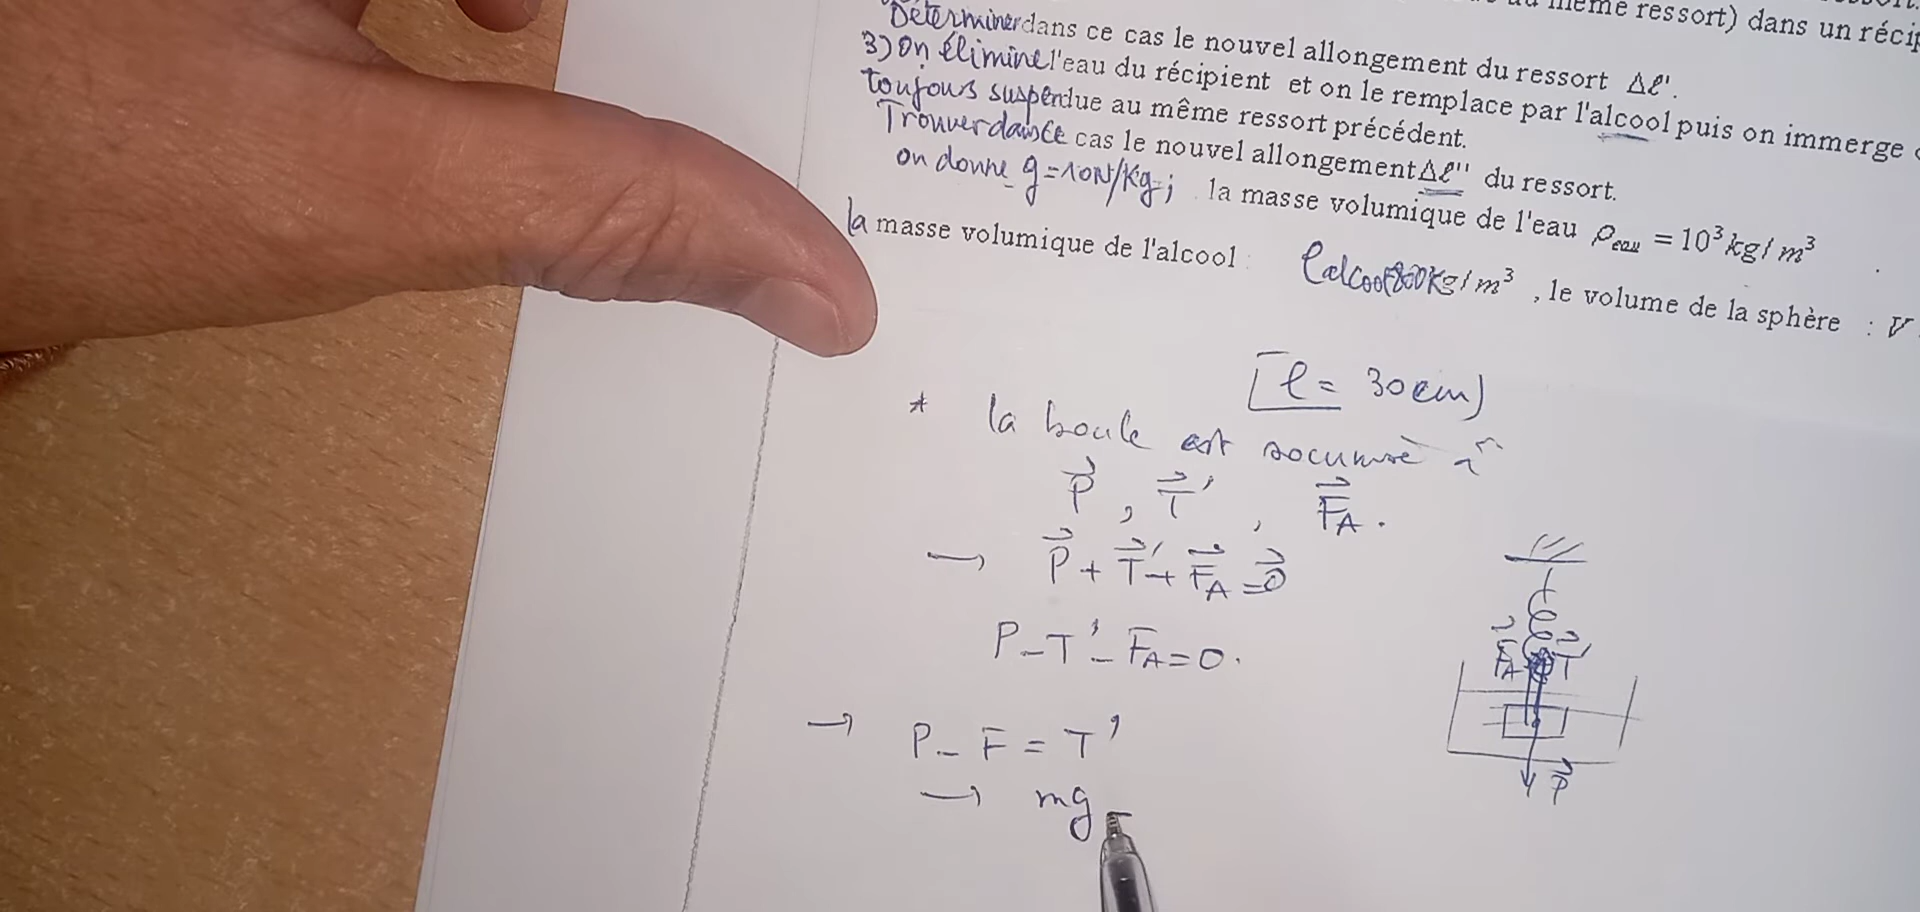 même ressort) dans un récip
Déterminer dans ce cas le nouvel allongement du ressort Δℓ'.
3) On élimine l'eau du récipient et on le remplace par l'alcool puis on immerge
toujours suspendue au même ressort précédent.
Trouver dans ce cas le nouvel allongement Δℓ'' du ressort.
on donne g=10N/Kg ; la masse volumique de l'eau ρeau = 10³ kg/m³
la masse volumique de l'alcool : ρalcool=800Kg/m³ , le volume de la sphère : V
[ℓ = 30cm)
* la boule est soumise à
P⃗ , T⃗' , F⃗A .
→ P⃗ + T⃗' + F⃗A = 0⃗
P - T' - FA = 0.
→ P - F = T'
→ mg -
F⃗A T⃗'
P⃗